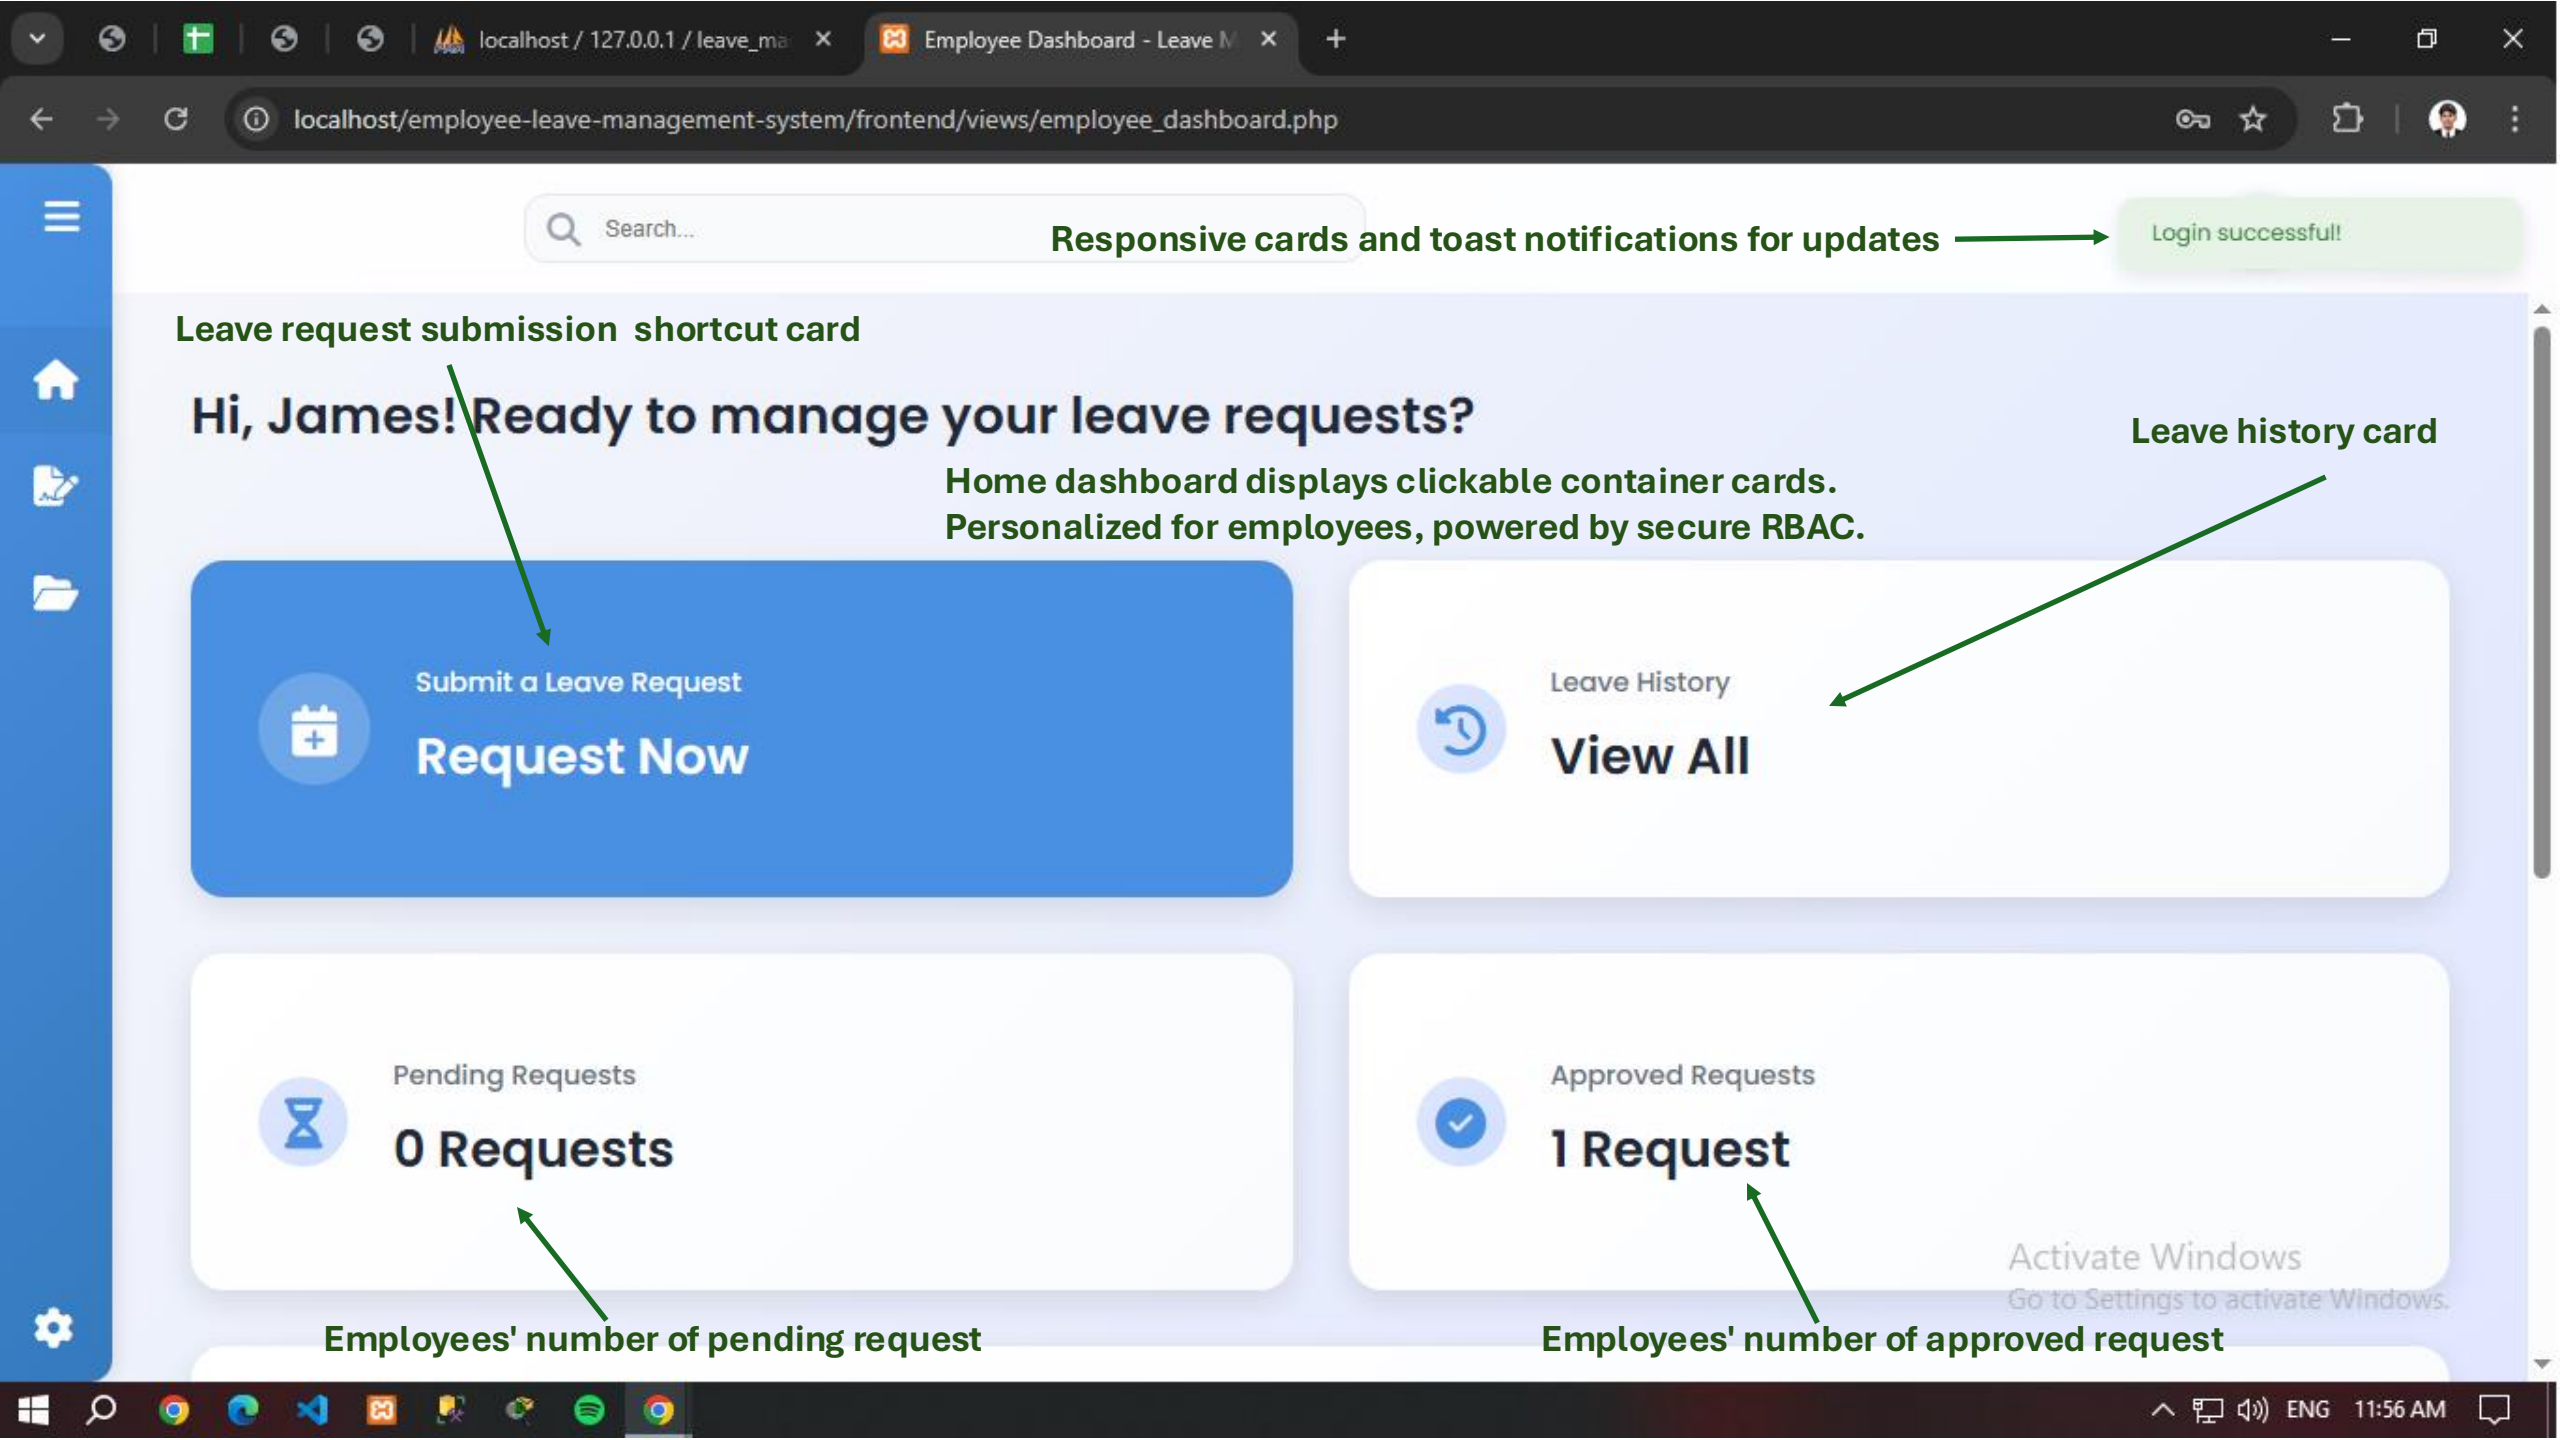 localhost / 127.0.0.1 / leave_ma
Employee Dashboard - Leave M
localhost/employee-leave-management-system/frontend/views/employee_dashboard.php
Search...
Responsive cards and toast notifications for updates
Login successful!
Leave request submission shortcut card
Hi, James! Ready to manage your leave requests?
Leave history card
Home dashboard displays clickable container cards.
Personalized for employees, powered by secure RBAC.
Submit a Leave Request
Request Now
Leave History
View All
Pending Requests
0 Requests
Approved Requests
1 Request
Activate Windows
Go to Settings to activate Windows.
Employees' number of pending request
Employees' number of approved request
ENG 11:56 AM